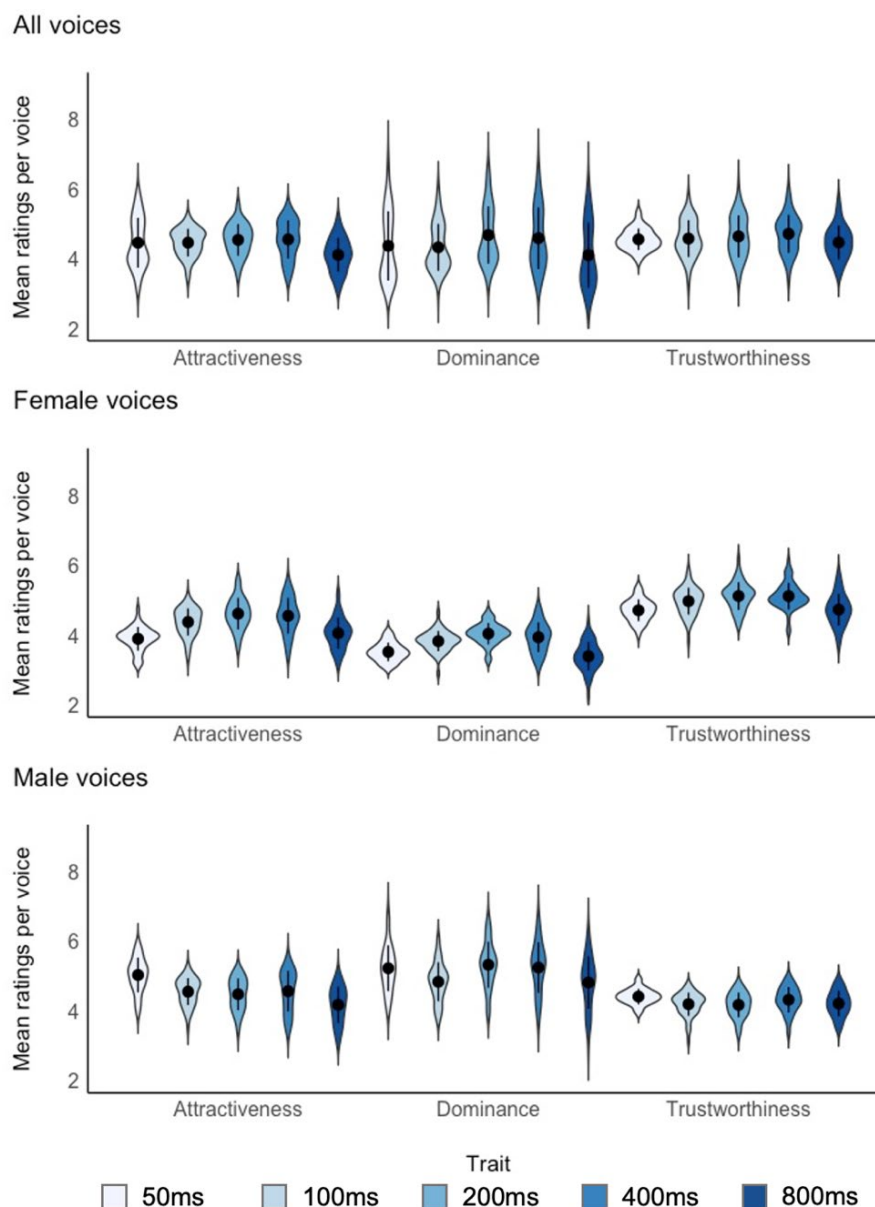 All voices
Mean ratings per voice
8
6
4
2
Attractiveness Dominance Trustworthiness
Female voices
Mean ratings per voice
8
6
4
2
Attractiveness Dominance Trustworthiness
Male voices
Mean ratings per voice
8
6
4
2
Attractiveness Dominance Trustworthiness
Trait
50ms 100ms 200ms 400ms 800ms